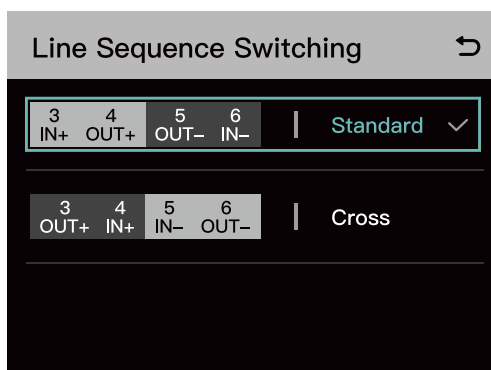 Line Sequence Switching
3 4 5 6
IN+ OUT+ OUT– IN– | Standard
3 4 5 6
OUT+ IN+ IN– OUT– | Cross